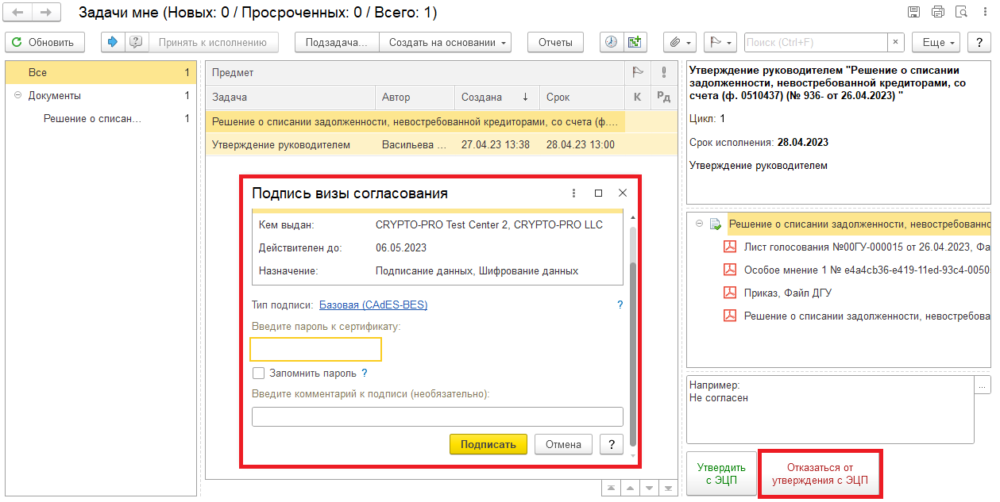 Задачи мне (Новых: 0 / Просроченных: 0 / Всего: 1)
Обновить
Принять к исполнению
Подзадача...
Создать на основании
Отчеты
Поиск (Ctrl+F)
×
Еще
?
Все 1
Документы 1
Решение о списан... 1
Предмет
Задача Автор Создана ↓ Срок К Рд
Решение о списании задолженности, невостребованной кредиторами, со счета (ф....
Утверждение руководителем Васильева ... 27.04.23 13:38 28.04.23 13:00
Подпись визы согласования
Кем выдан: CRYPTO-PRO Test Center 2, CRYPTO-PRO LLC
Действителен до: 06.05.2023
Назначение: Подписание данных, Шифрование данных
Тип подписи: Базовая (CAdES-BES) ?
Введите пароль к сертификату:
Запомнить пароль ?
Введите комментарий к подписи (необязательно):
Подписать Отмена ?
Утверждение руководителем "Решение о списании
задолженности, невостребованной кредиторами, со
счета (ф. 0510437) (№ 936- от 26.04.2023) "
Цикл: 1
Срок исполнения: 28.04.2023
Утверждение руководителем
Решение о списании задолженности, невостребованно
Лист голосования №00ГУ-000015 от 26.04.2023, Фа
Особое мнение 1 № e4a4cb36-e419-11ed-93c4-0050
Приказ, Файл ДГУ
Решение о списании задолженности, невостребова
Например:
Не согласен
...
Утвердить
с ЭЦП
Отказаться от
утверждения с ЭЦП